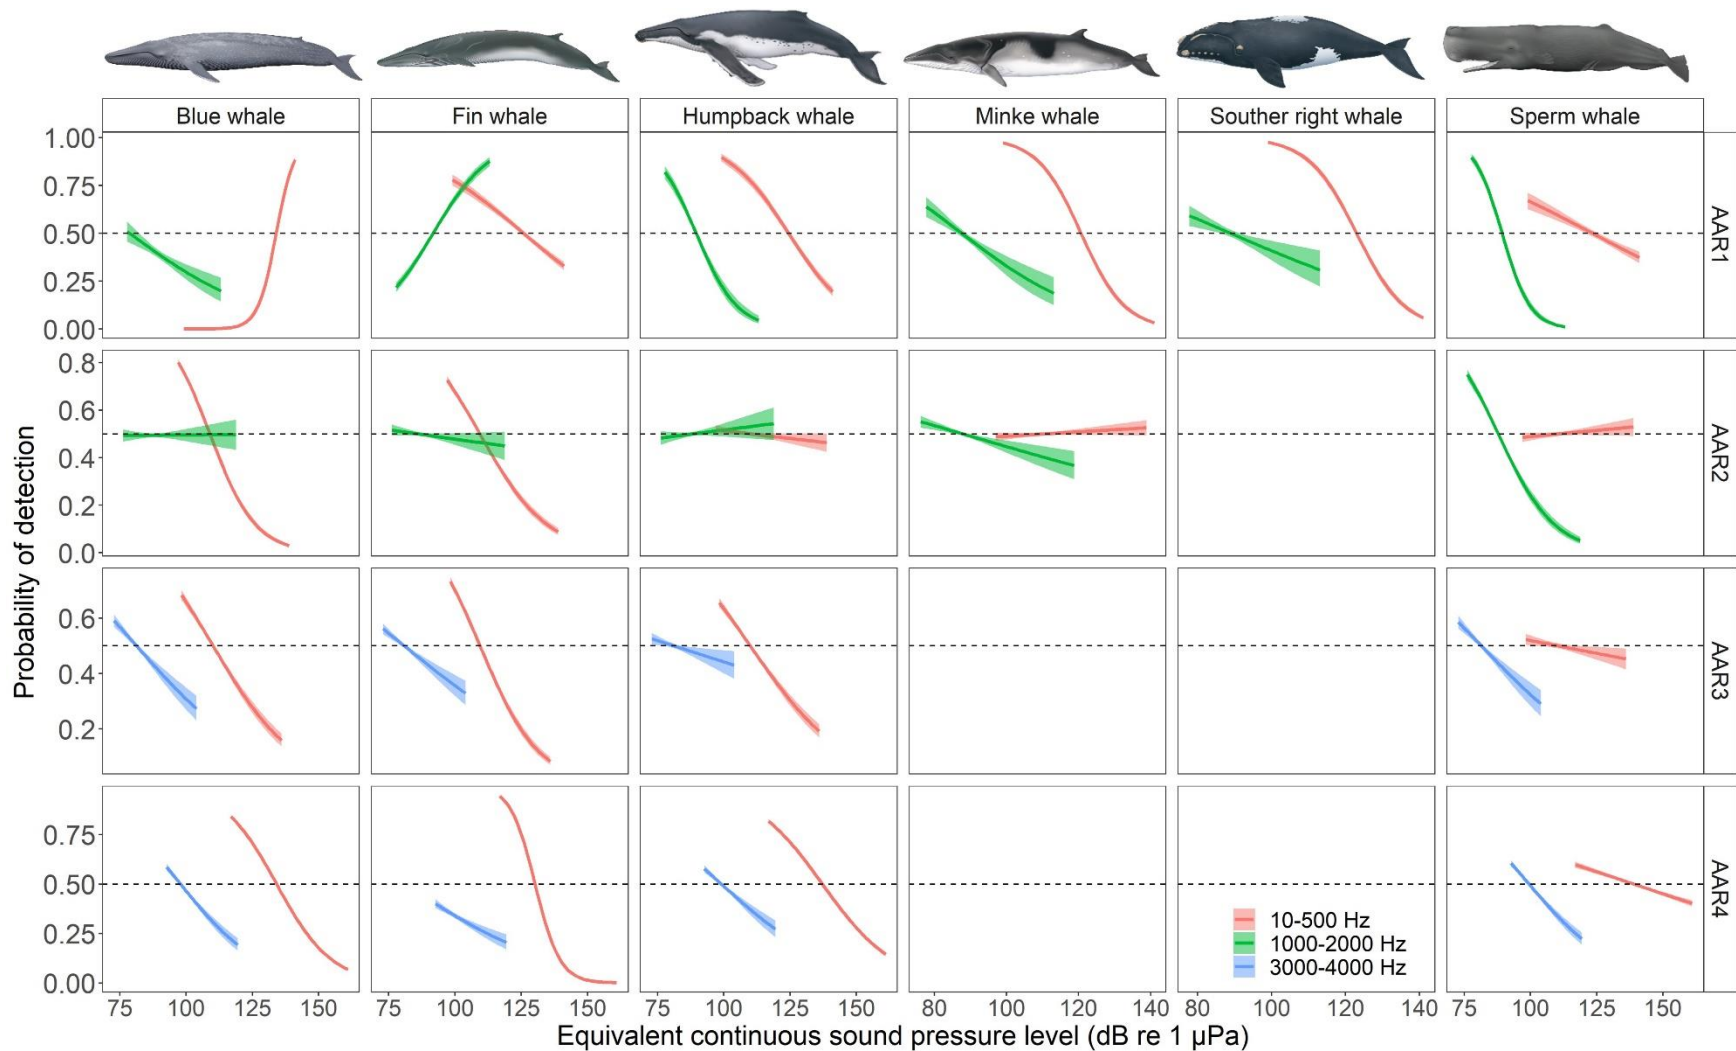 Blue whale Fin whale Humpback whale Minke whale Souther right whale Sperm whale
1.00
0.75
0.50
0.25
0.00
AAR1
0.8
0.6
0.4
0.2
0.0
AAR2
0.6
0.4
0.2
AAR3
0.75
0.50
0.25
0.00
AAR4
Probability of detection
10-500 Hz
1000-2000 Hz
3000-4000 Hz
75 100 125 150 75 100 125 150 75 100 125 150 80 100 120 140 100 120 140 75 100 125 150
Equivalent continuous sound pressure level (dB re 1 µPa)